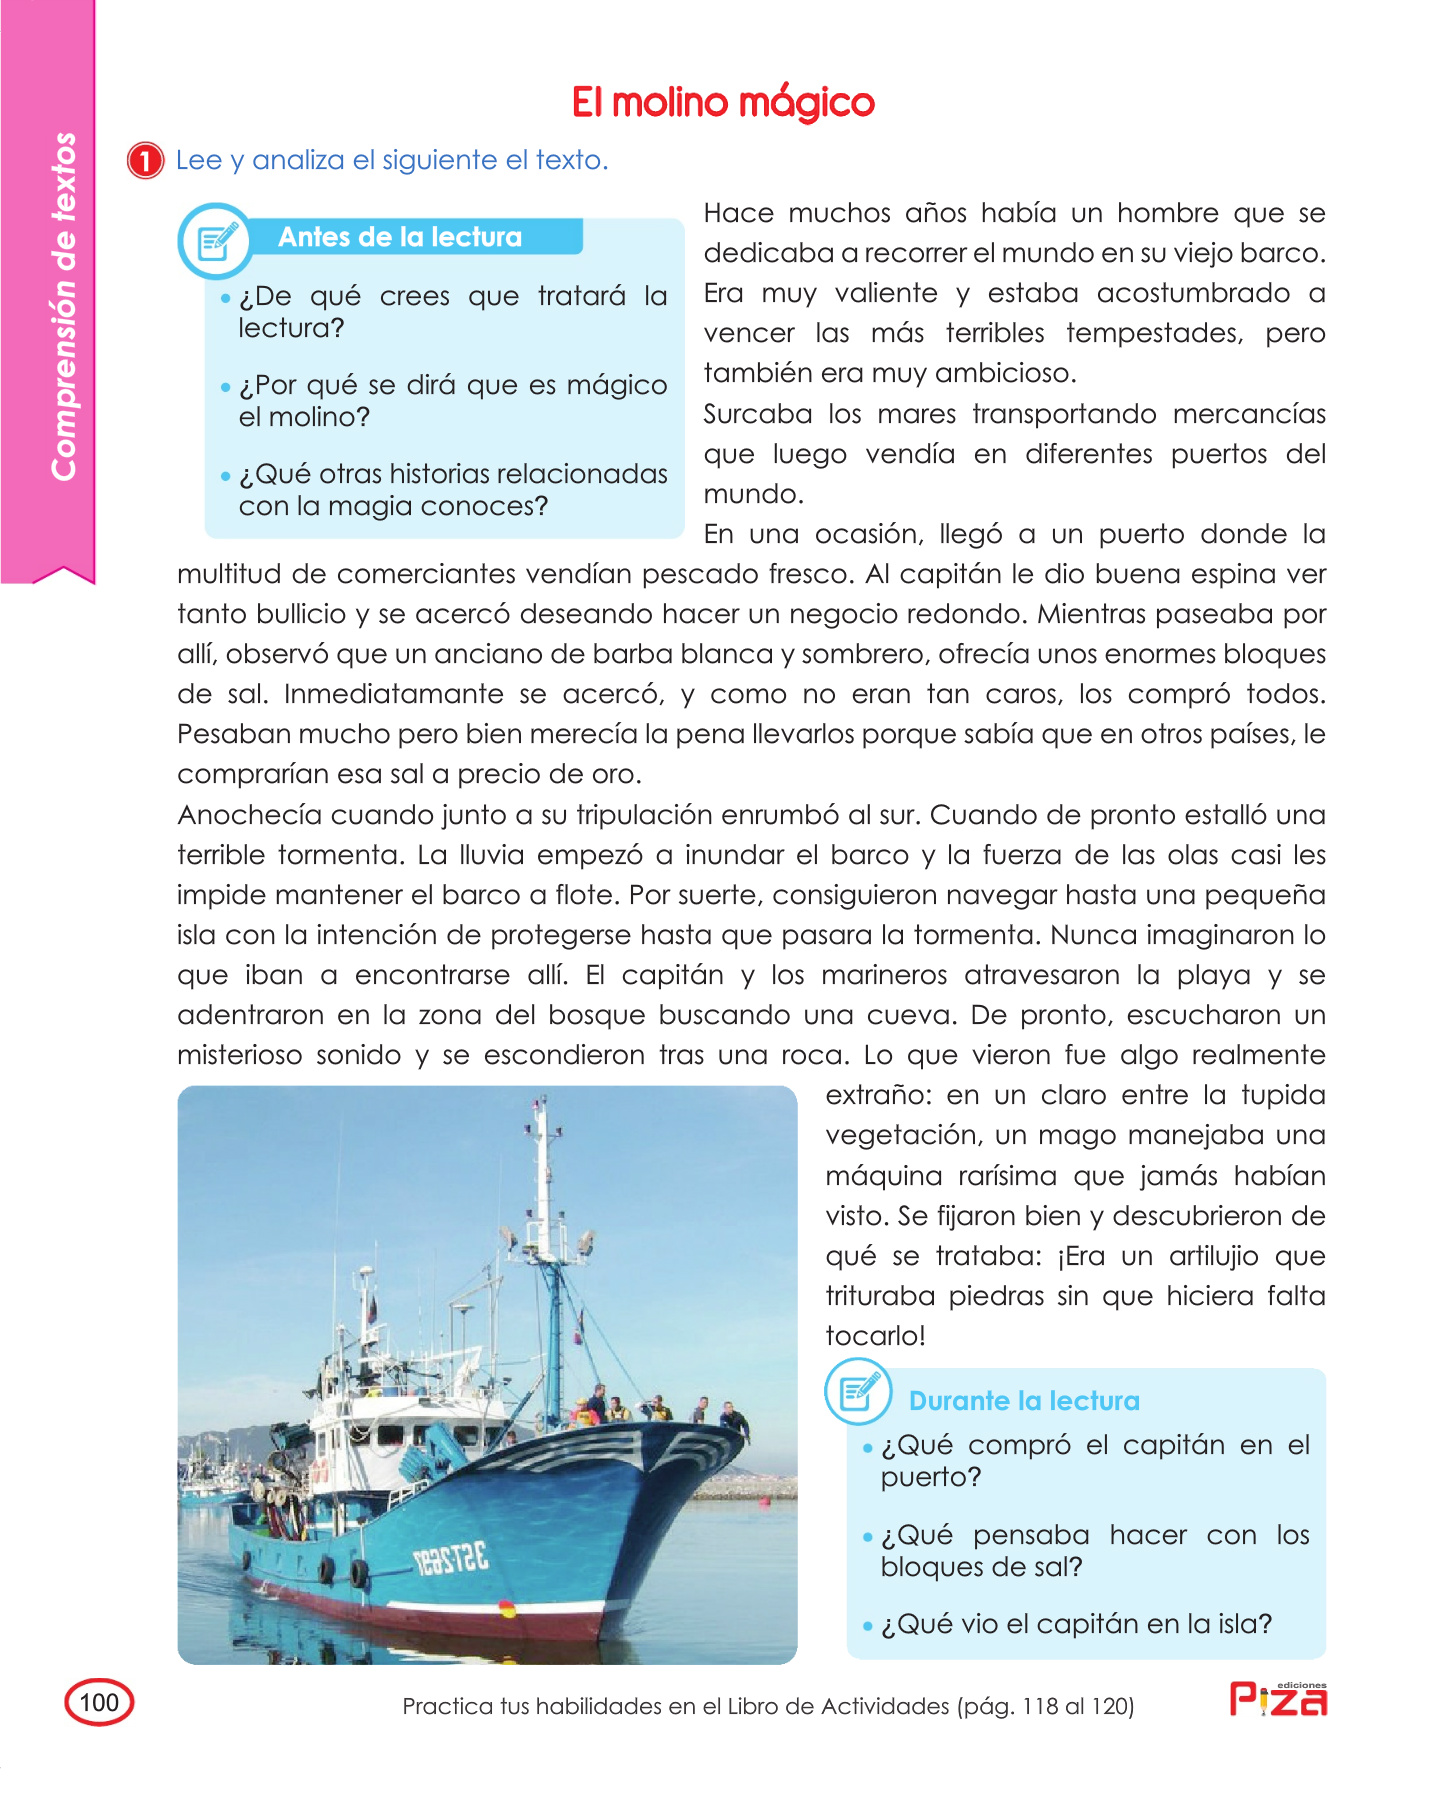 Comprensión de textos
El molino mágico
1 Lee y analiza el siguiente el texto.
Antes de la lectura
• ¿De qué crees que tratará la
lectura?
• ¿Por qué se dirá que es mágico
el molino?
• ¿Qué otras historias relacionadas
con la magia conoces?
Hace muchos años había un hombre que se
dedicaba a recorrer el mundo en su viejo barco.
Era muy valiente y estaba acostumbrado a
vencer las más terribles tempestades, pero
también era muy ambicioso.
Surcaba los mares transportando mercancías
que luego vendía en diferentes puertos del
mundo.
En una ocasión, llegó a un puerto donde la
multitud de comerciantes vendían pescado fresco. Al capitán le dio buena espina ver
tanto bullicio y se acercó deseando hacer un negocio redondo. Mientras paseaba por
allí, observó que un anciano de barba blanca y sombrero, ofrecía unos enormes bloques
de sal. Inmediatamante se acercó, y como no eran tan caros, los compró todos.
Pesaban mucho pero bien merecía la pena llevarlos porque sabía que en otros países, le
comprarían esa sal a precio de oro.
Anochecía cuando junto a su tripulación enrumbó al sur. Cuando de pronto estalló una
terrible tormenta. La lluvia empezó a inundar el barco y la fuerza de las olas casi les
impide mantener el barco a flote. Por suerte, consiguieron navegar hasta una pequeña
isla con la intención de protegerse hasta que pasara la tormenta. Nunca imaginaron lo
que iban a encontrarse allí. El capitán y los marineros atravesaron la playa y se
adentraron en la zona del bosque buscando una cueva. De pronto, escucharon un
misterioso sonido y se escondieron tras una roca. Lo que vieron fue algo realmente
extraño: en un claro entre la tupida
vegetación, un mago manejaba una
máquina rarísima que jamás habían
visto. Se fijaron bien y descubrieron de
qué se trataba: ¡Era un artilujio que
trituraba piedras sin que hiciera falta
tocarlo!
Durante la lectura
• ¿Qué compró el capitán en el
puerto?
• ¿Qué pensaba hacer con los
bloques de sal?
• ¿Qué vio el capitán en la isla?
100
Practica tus habilidades en el Libro de Actividades (pág. 118 al 120)
ediciones
Piza